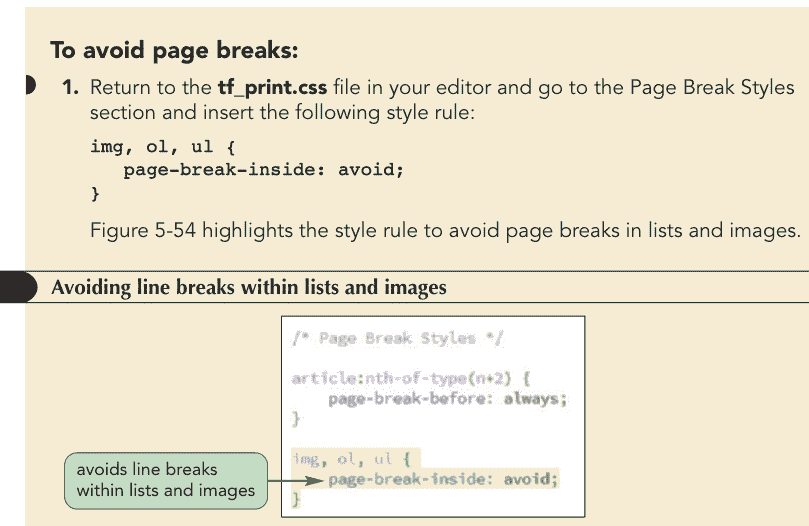 To avoid page breaks:
1. Return to the tf_print.css file in your editor and go to the Page Break Styles
section and insert the following style rule:
img, ol, ul {
page-break-inside: avoid;
}
Figure 5-54 highlights the style rule to avoid page breaks in lists and images.
Avoiding line breaks within lists and images
/* Page Break Styles */
article:nth-of-type(n+2) {
page-break-before: always;
}
img, ol, ul {
page-break-inside: avoid;
}
avoids line breaks
within lists and images